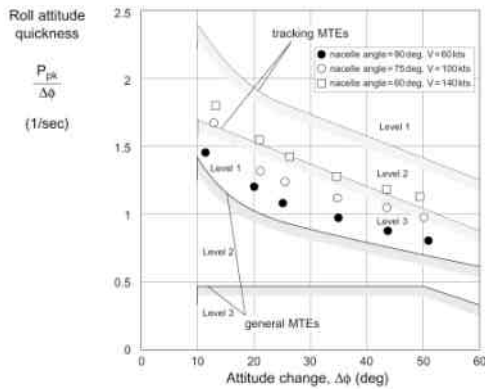 Roll attitude
quickness
P_pk
Δϕ
(1/sec)
2.5
2
1.5
1
0.5
0
tracking MTEs
nacelle angle=90deg. V=60kts
nacelle angle=75deg. V=100kts
nacelle angle=60deg. V=140kts
Level 1
Level 1
Level 2
Level 3
Level 2
Level 3
general MTEs
0 10 20 30 40 50 60
Attitude change, Δϕ (deg)